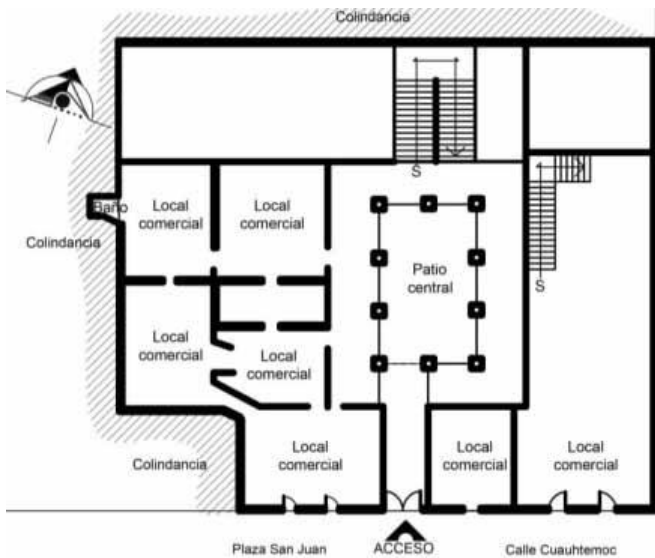 Colindancia
S
Baño
Local
comercial
Local
comercial
Colindancia
Patio
central
S
Local
comercial
Local
comercial
Colindancia
Local
comercial
Local
comercial
Local
comercial
Plaza San Juan
ACCESO
Calle Cuauhtemoc